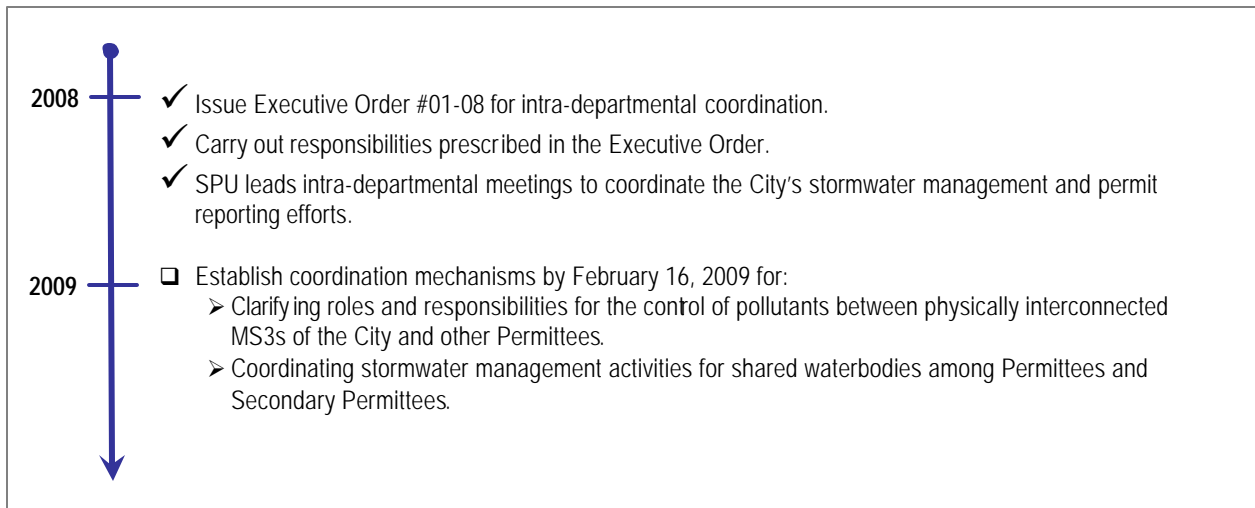 2008
✓ Issue Executive Order #01-08 for intra-departmental coordination.
✓ Carry out responsibilities prescribed in the Executive Order.
✓ SPU leads intra-departmental meetings to coordinate the City's stormwater management and permit
reporting efforts.
2009
❑ Establish coordination mechanisms by February 16, 2009 for:
➢ Clarifying roles and responsibilities for the control of pollutants between physically interconnected
MS3s of the City and other Permittees.
➢ Coordinating stormwater management activities for shared waterbodies among Permittees and
Secondary Permittees.